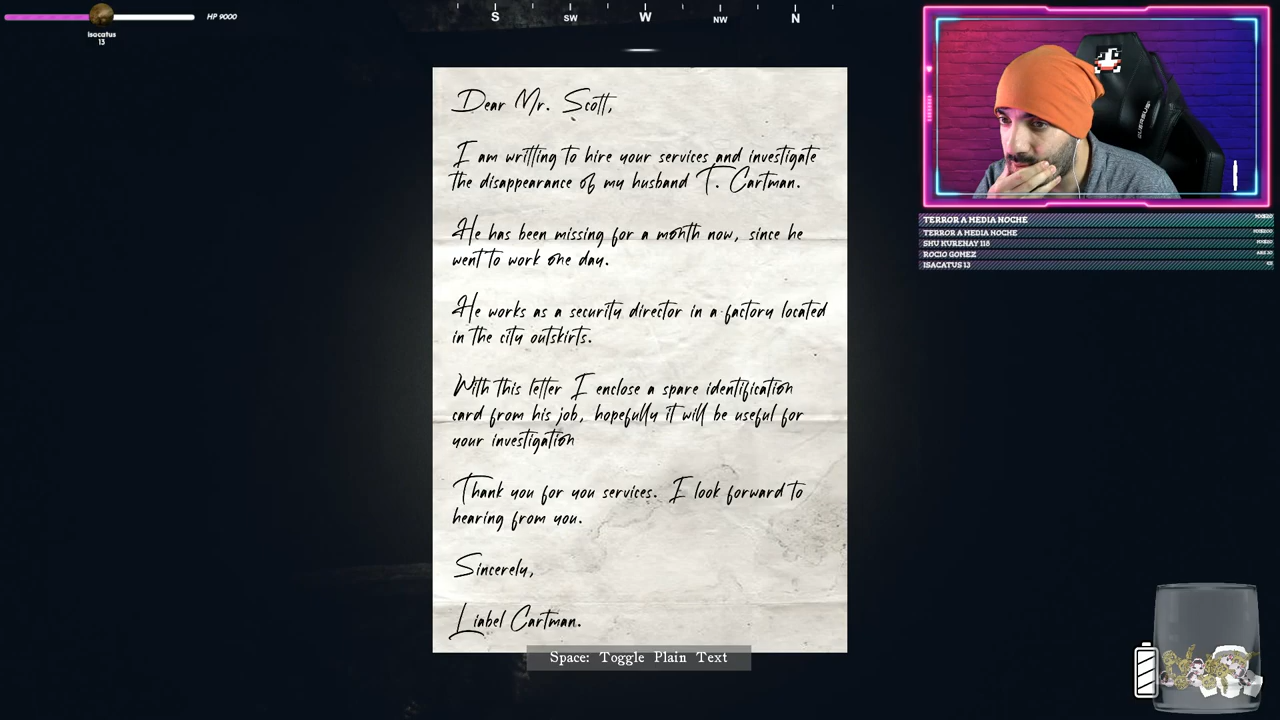 S SW W NW N
HP 9000
isocatus
13
Dear Mr. Scott,
I am writting to hire your services and investigate
the disappearance of my husband T. Cartman.
He has been missing for a month now, since he
went to work one day.
He works as a security director in a factory located
in the city outskirts.
With this letter I enclose a spare identification
card from his job, hopefully it will be useful for
your investigation
Thank you for you services. I look forward to
hearing from you.
Sincerely,
Liabel Cartman.
Space: Toggle Plain Text
TERROR A MEDIA NOCHE
TERROR A MEDIA NOCHE
SHU KURENAY 118
ROCIO GOMEZ
ISACATUS 13